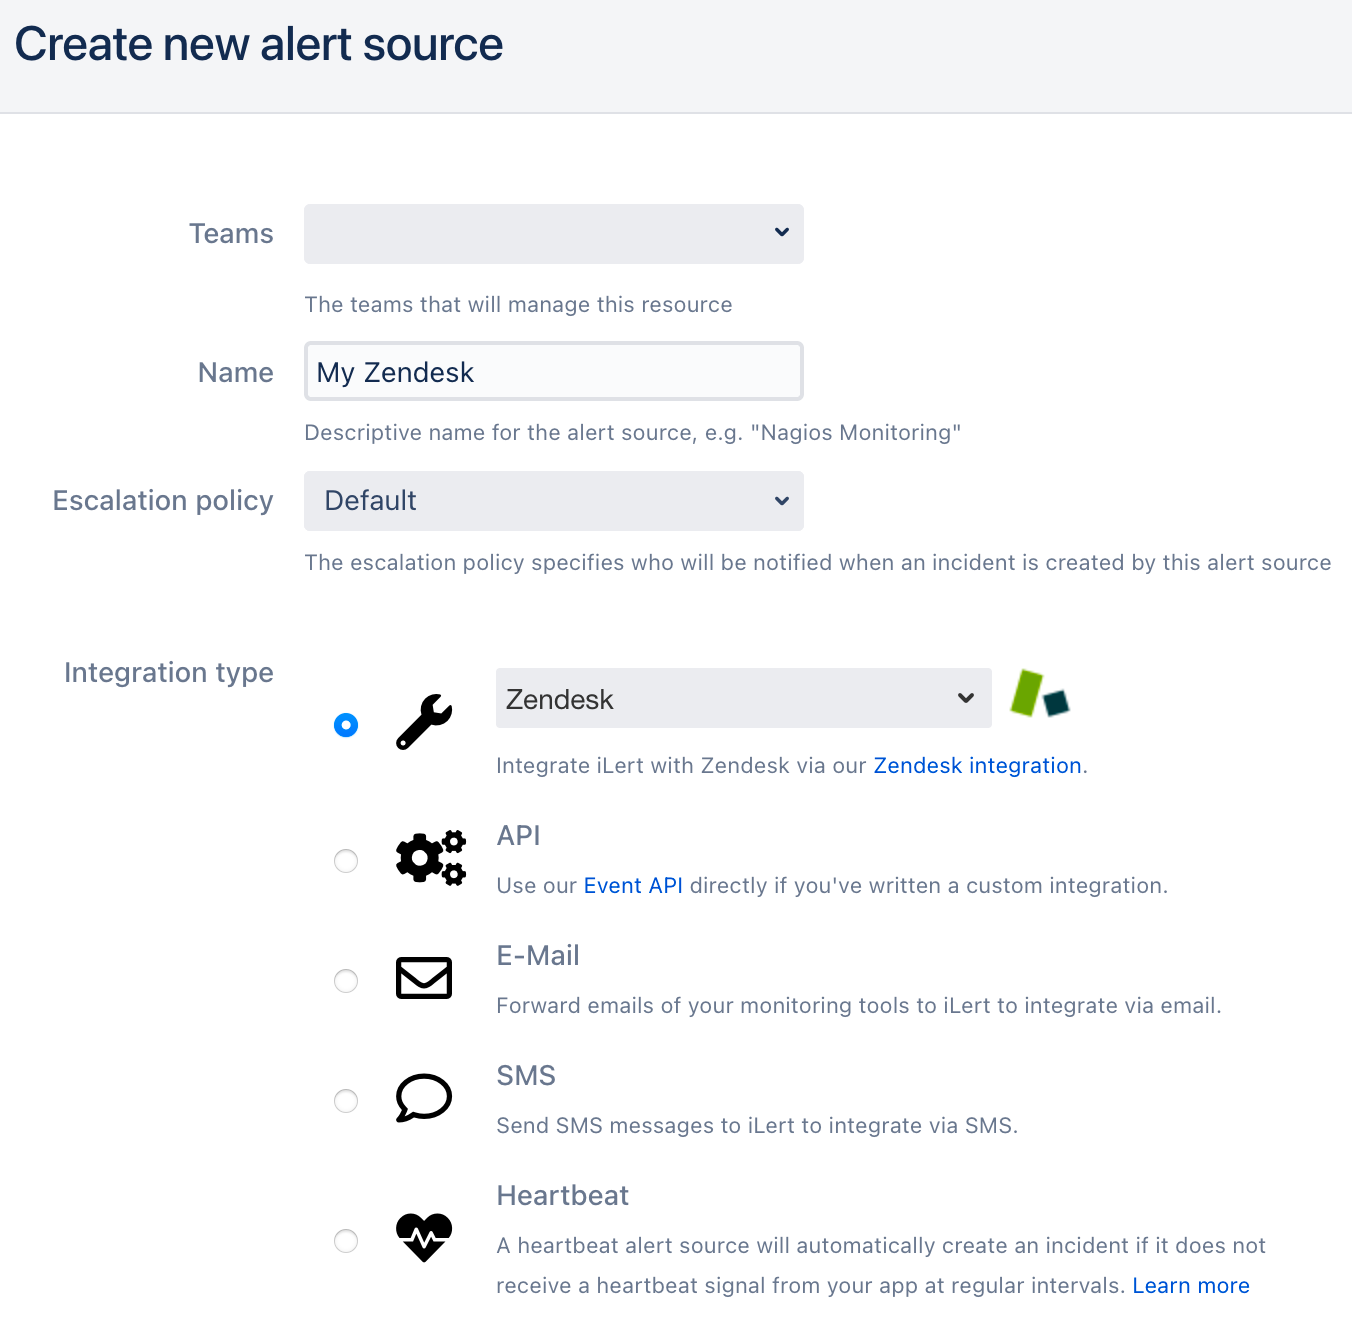 Create new alert source
Teams
The teams that will manage this resource
Name
My Zendesk
Descriptive name for the alert source, e.g. "Nagios Monitoring"
Escalation policy
Default
The escalation policy specifies who will be notified when an incident is created by this alert source
Integration type
Zendesk
Integrate iLert with Zendesk via our Zendesk integration.
API
Use our Event API directly if you've written a custom integration.
E-Mail
Forward emails of your monitoring tools to iLert to integrate via email.
SMS
Send SMS messages to iLert to integrate via SMS.
Heartbeat
A heartbeat alert source will automatically create an incident if it does not
receive a heartbeat signal from your app at regular intervals. Learn more